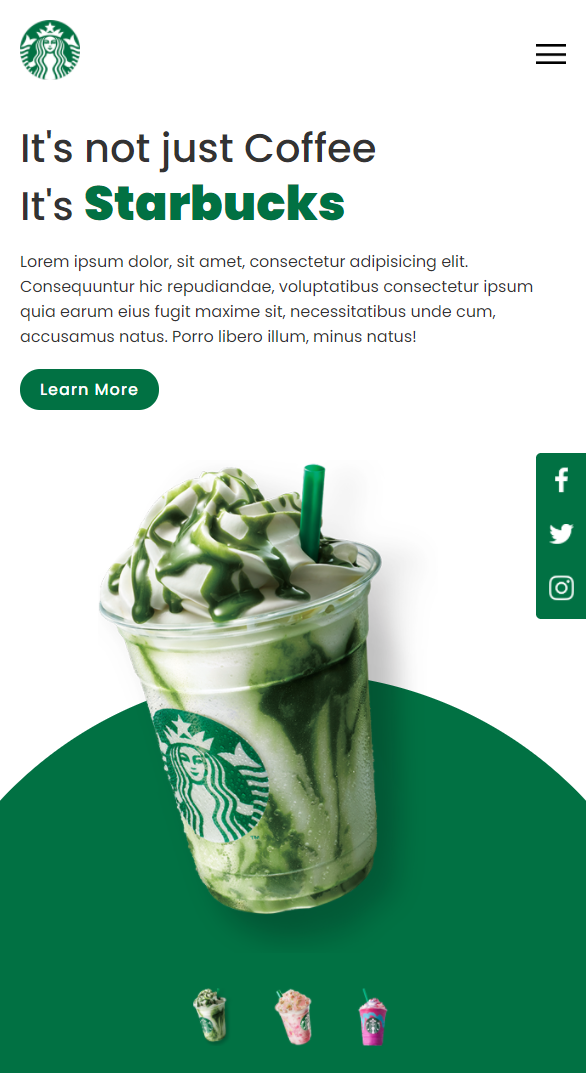 It's not just Coffee
It's Starbucks
Lorem ipsum dolor, sit amet, consectetur adipisicing elit.
Consequuntur hic repudiandae, voluptatibus consectetur ipsum
quia earum eius fugit maxime sit, necessitatibus unde cum,
accusamus natus. Porro libero illum, minus natus!
Learn More